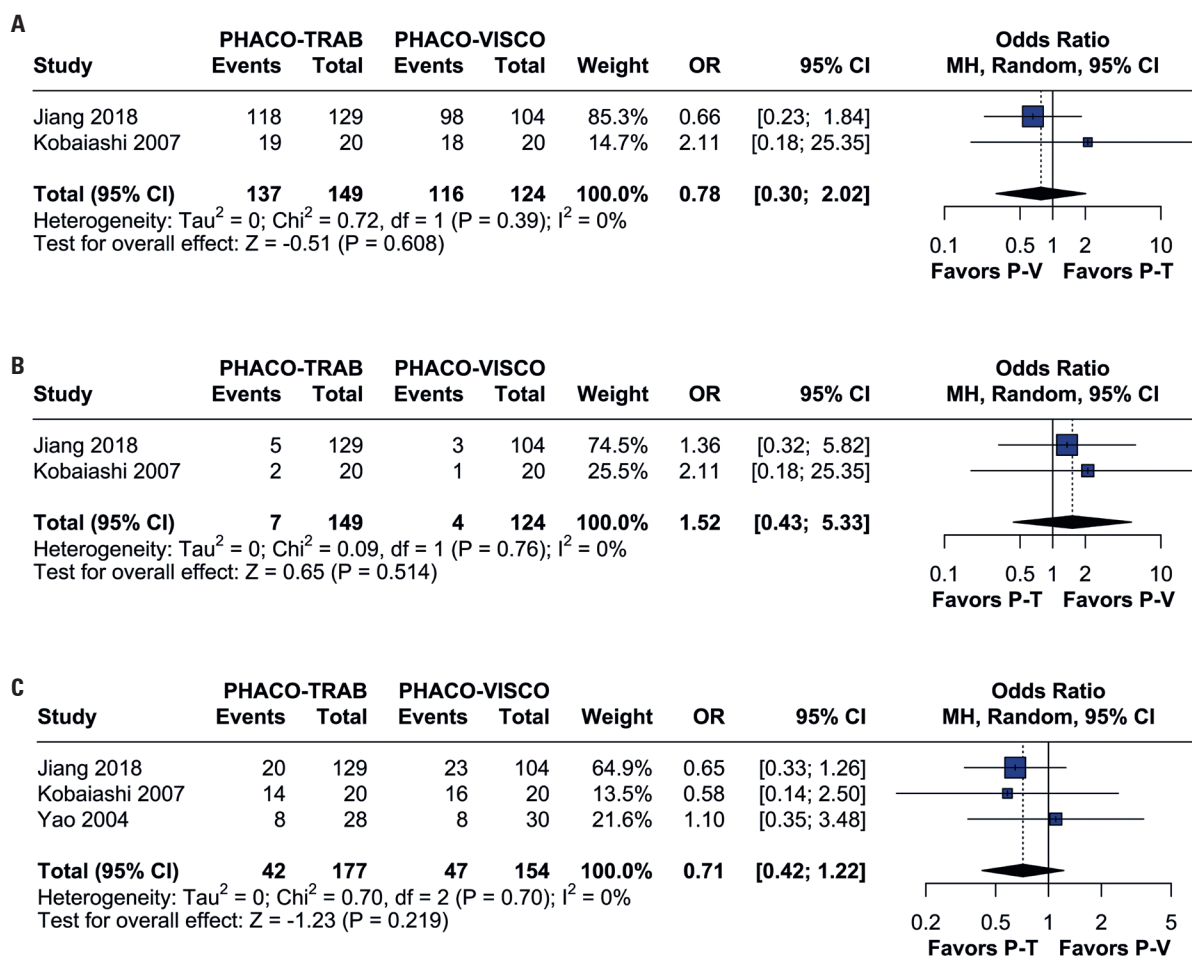 A
PHACO-TRAB PHACO-VISCO Odds Ratio
Study Events Total Events Total Weight OR 95% CI MH, Random, 95% CI
Jiang 2018 118 129 98 104 85.3% 0.66 [0.23; 1.84]
Kobaiashi 2007 19 20 18 20 14.7% 2.11 [0.18; 25.35]
Total (95% CI) 137 149 116 124 100.0% 0.78 [0.30; 2.02]
Heterogeneity: Tau² = 0; Chi² = 0.72, df = 1 (P = 0.39); I² = 0%
Test for overall effect: Z = -0.51 (P = 0.608)
0.1 0.5 1 2 10
Favors P-V Favors P-T
B
PHACO-TRAB PHACO-VISCO Odds Ratio
Study Events Total Events Total Weight OR 95% CI MH, Random, 95% CI
Jiang 2018 5 129 3 104 74.5% 1.36 [0.32; 5.82]
Kobaiashi 2007 2 20 1 20 25.5% 2.11 [0.18; 25.35]
Total (95% CI) 7 149 4 124 100.0% 1.52 [0.43; 5.33]
Heterogeneity: Tau² = 0; Chi² = 0.09, df = 1 (P = 0.76); I² = 0%
Test for overall effect: Z = 0.65 (P = 0.514)
0.1 0.5 1 2 10
Favors P-T Favors P-V
C
PHACO-TRAB PHACO-VISCO Odds Ratio
Study Events Total Events Total Weight OR 95% CI MH, Random, 95% CI
Jiang 2018 20 129 23 104 64.9% 0.65 [0.33; 1.26]
Kobaiashi 2007 14 20 16 20 13.5% 0.58 [0.14; 2.50]
Yao 2004 8 28 8 30 21.6% 1.10 [0.35; 3.48]
Total (95% CI) 42 177 47 154 100.0% 0.71 [0.42; 1.22]
Heterogeneity: Tau² = 0; Chi² = 0.70, df = 2 (P = 0.70); I² = 0%
Test for overall effect: Z = -1.23 (P = 0.219)
0.2 0.5 1 2 5
Favors P-T Favors P-V